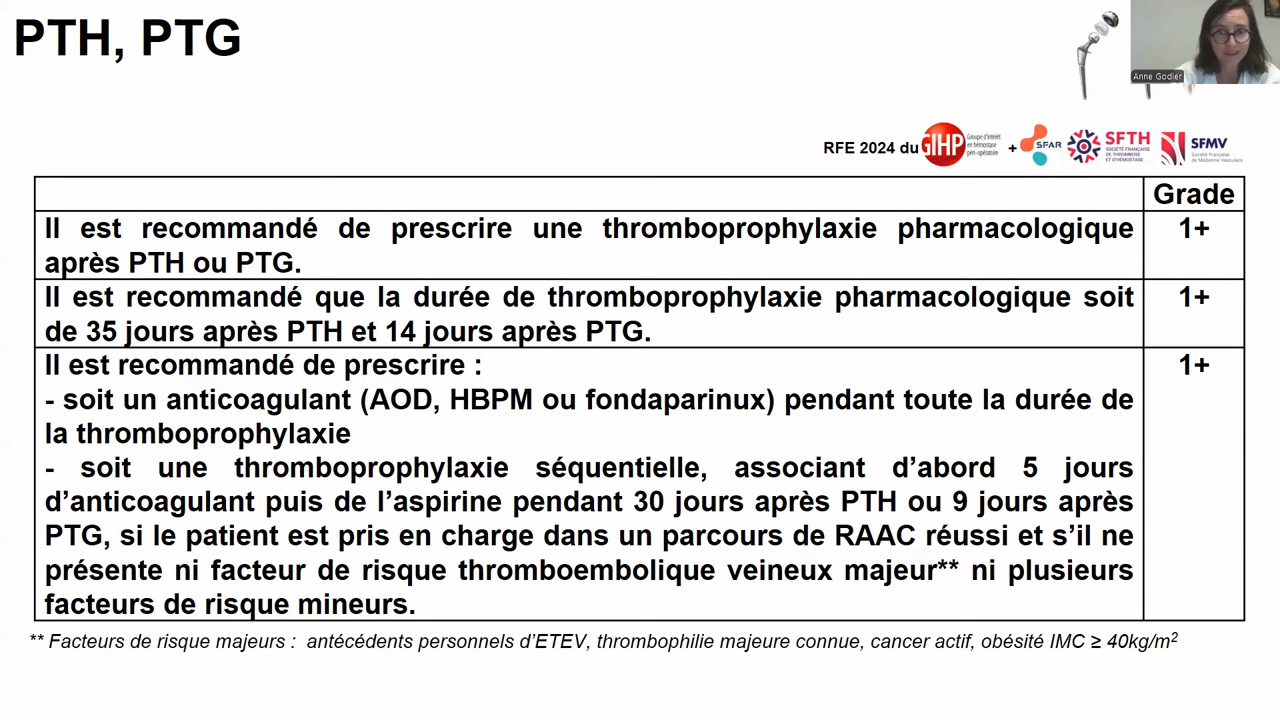 PTH, PTG
Anne Godier
RFE 2024 du GIHP Groupe d'intérêt en hémostase péri-opératoire + SFAR SFTH SOCIÉTÉ FRANÇAISE DE THROMBOSE ET D'HÉMOSTASE SFMV Société Française de Médecine Vasculaire
Grade
Il est recommandé de prescrire une thromboprophylaxie pharmacologique 1+
après PTH ou PTG.
Il est recommandé que la durée de thromboprophylaxie pharmacologique soit 1+
de 35 jours après PTH et 14 jours après PTG.
Il est recommandé de prescrire : 1+
- soit un anticoagulant (AOD, HBPM ou fondaparinux) pendant toute la durée de
la thromboprophylaxie
- soit une thromboprophylaxie séquentielle, associant d’abord 5 jours
d’anticoagulant puis de l’aspirine pendant 30 jours après PTH ou 9 jours après
PTG, si le patient est pris en charge dans un parcours de RAAC réussi et s’il ne
présente ni facteur de risque thromboembolique veineux majeur** ni plusieurs
facteurs de risque mineurs.
** Facteurs de risque majeurs : antécédents personnels d’ETEV, thrombophilie majeure connue, cancer actif, obésité IMC ≥ 40kg/m²